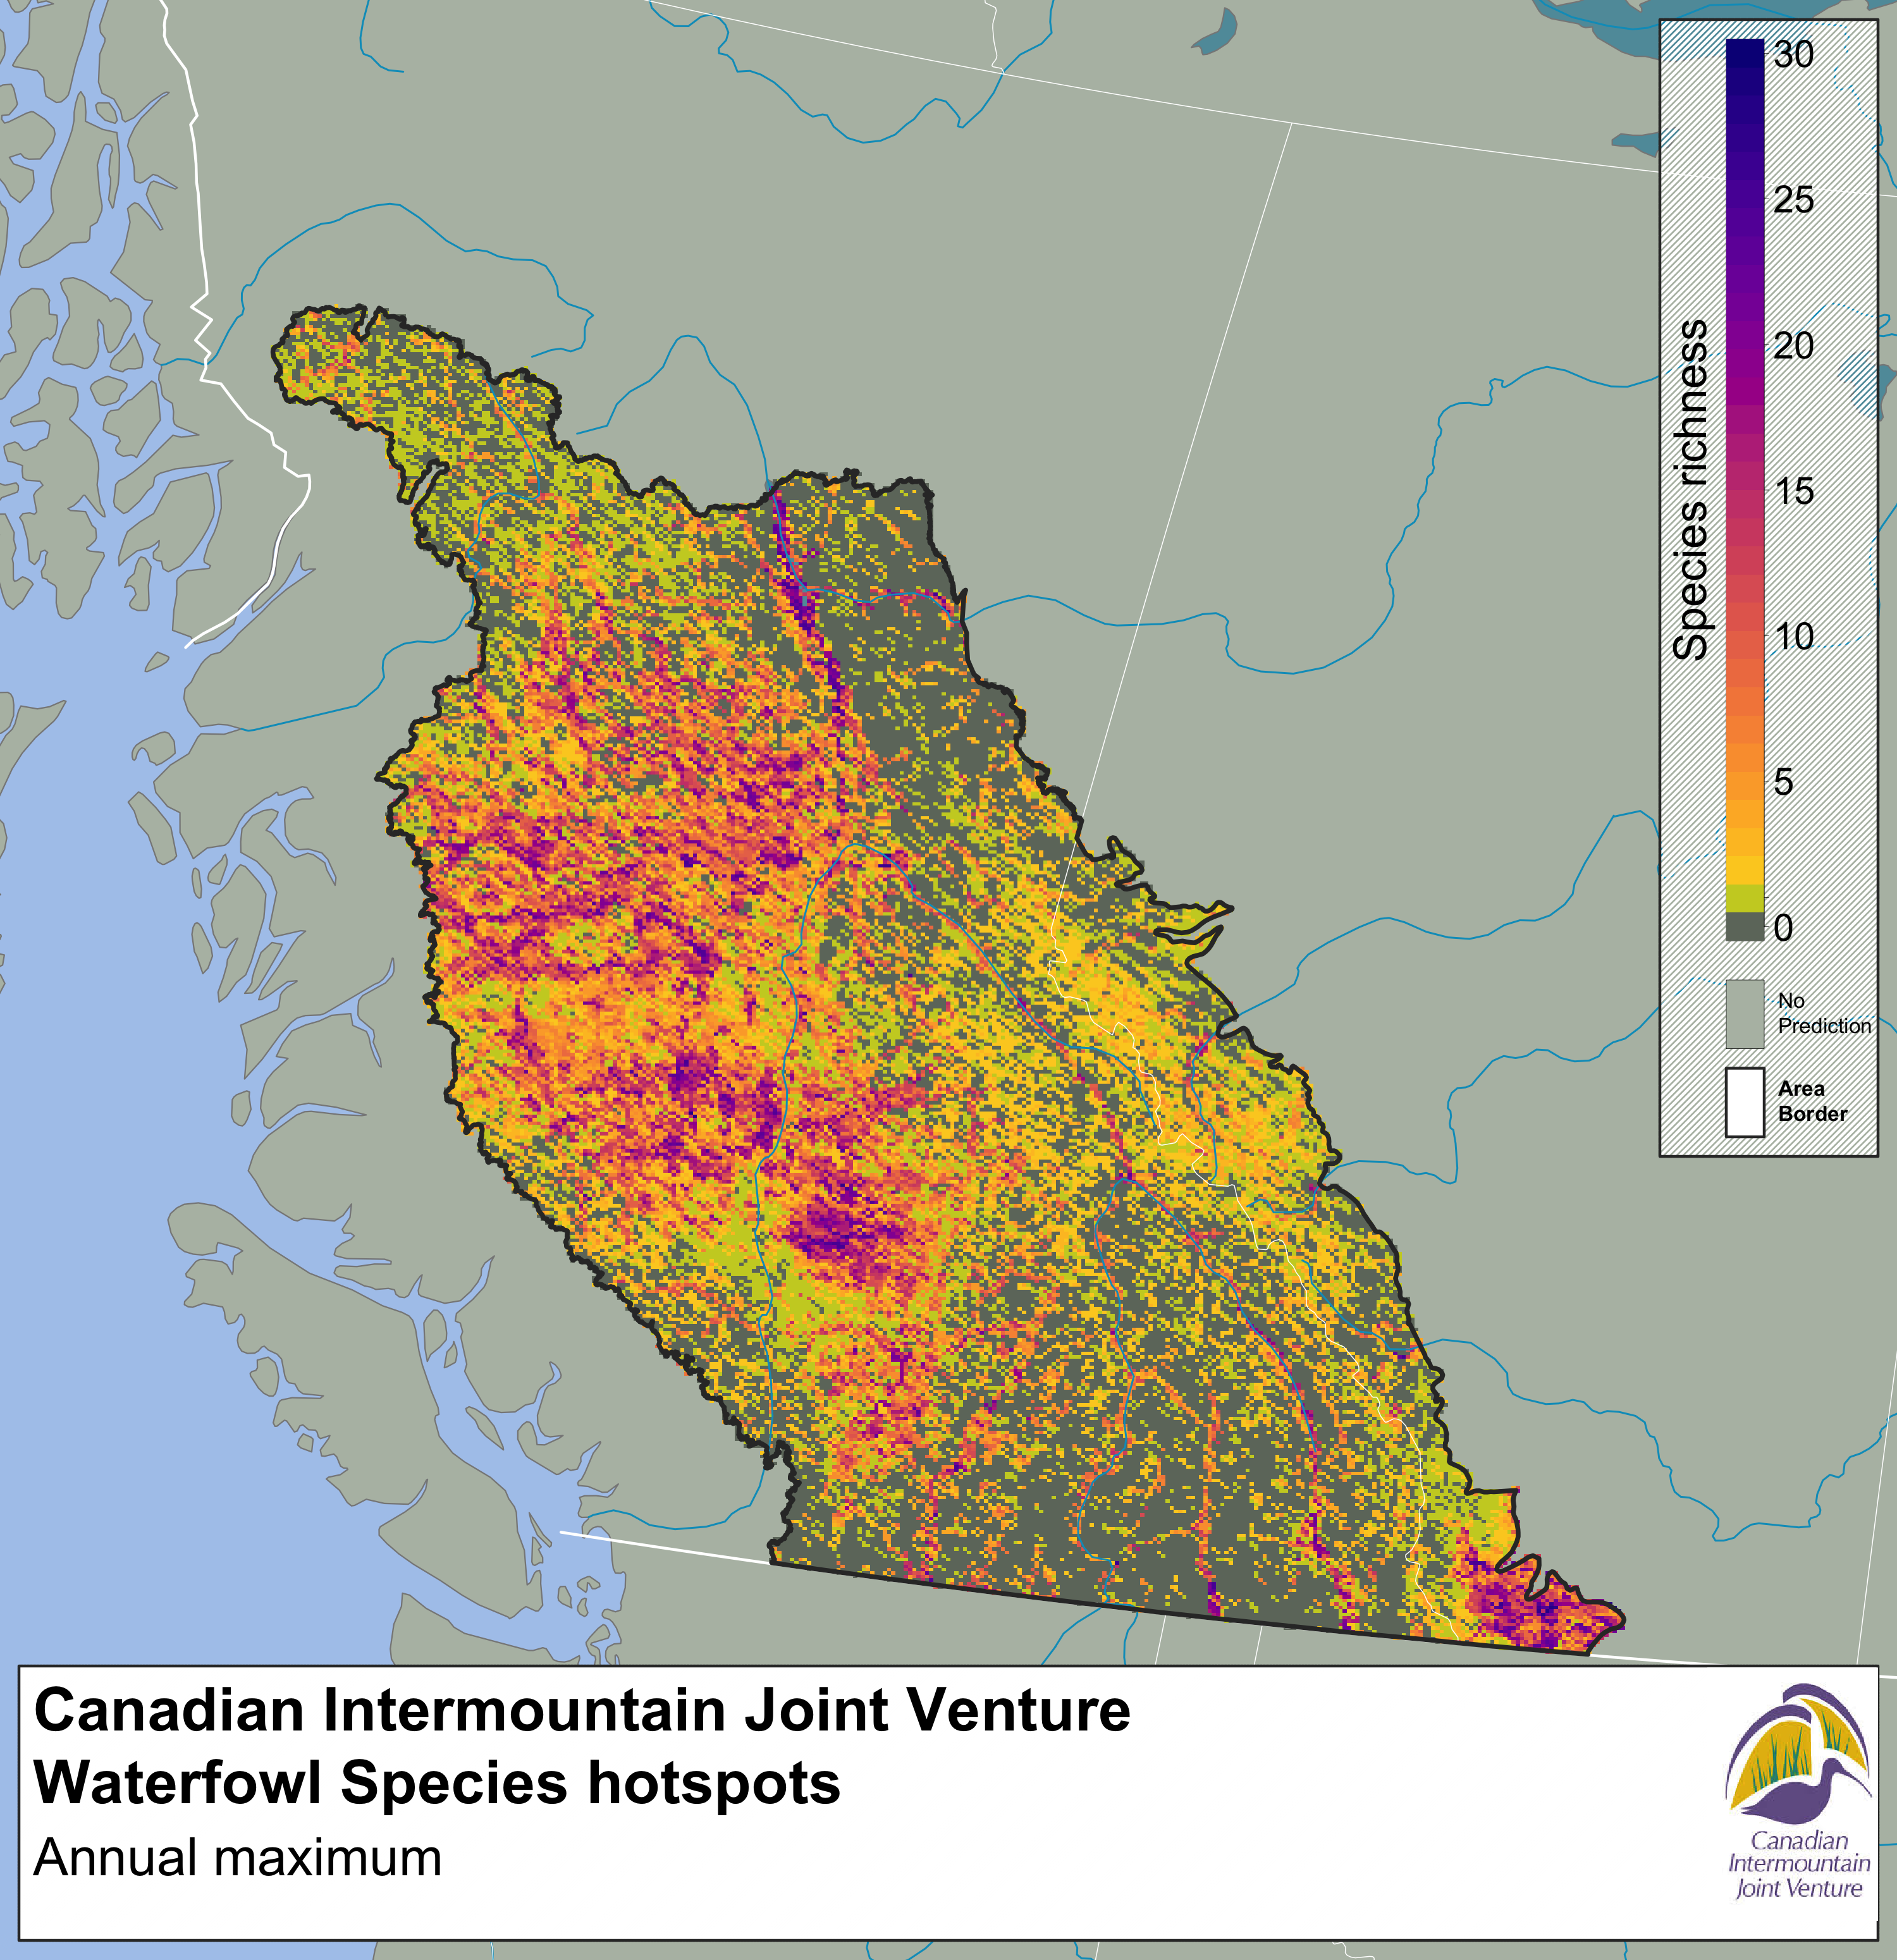 30
25
20
15
10
5
0
Species richness
No
Prediction
Area
Border
Canadian Intermountain Joint Venture
Waterfowl Species hotspots
Annual maximum
Canadian
Intermountain
Joint Venture